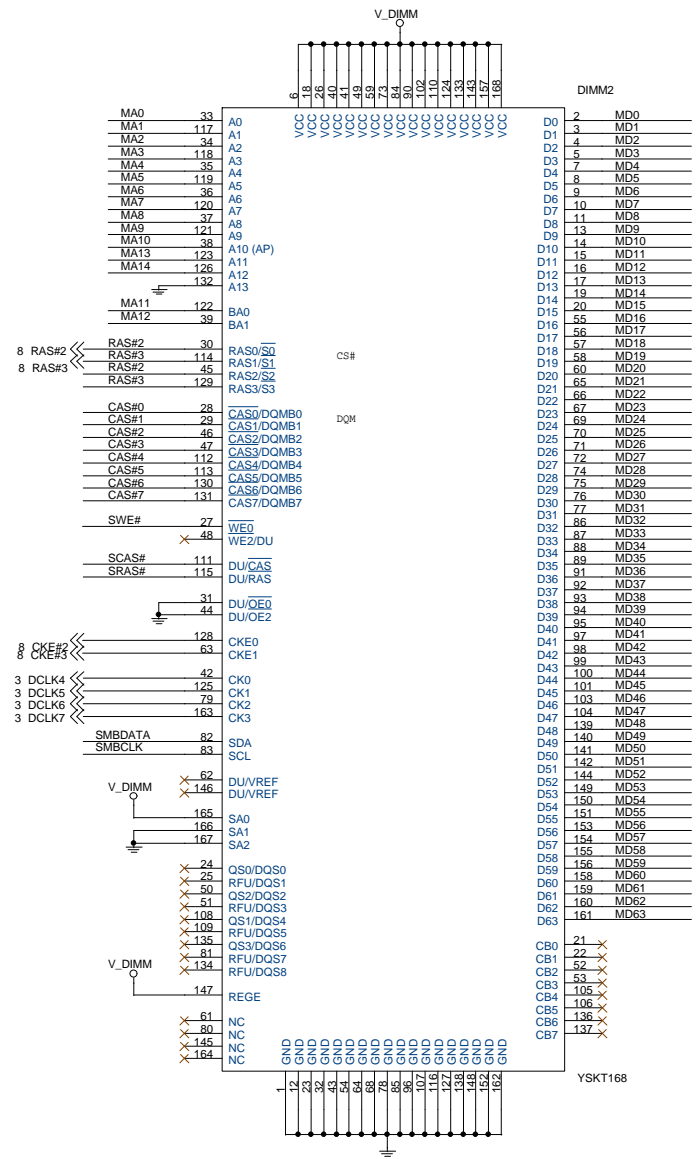 V_DIMM
6 18 26 40 41 49 59 73 84 90 102 110 124 133 143 157 168
DIMM2
VCC VCC VCC VCC VCC VCC VCC VCC VCC VCC VCC VCC VCC VCC VCC VCC VCC
MA0 33 A0
MA1 117 A1
MA2 34 A2
MA3 118 A3
MA4 35 A4
MA5 119 A5
MA6 36 A6
MA7 120 A7
MA8 37 A8
MA9 121 A9
MA10 38 A10 (AP)
MA13 123 A11
MA14 126 A12
132 A13
MA11 122 BA0
MA12 39 BA1
8 RAS#2 RAS#2 30 RAS0/S0
8 RAS#3 RAS#3 114 RAS1/S1
RAS#2 45 RAS2/S2
RAS#3 129 RAS3/S3
CS#
CAS#0 28 CAS0/DQMB0
CAS#1 29 CAS1/DQMB1
CAS#2 46 CAS2/DQMB2
CAS#3 47 CAS3/DQMB3
CAS#4 112 CAS4/DQMB4
CAS#5 113 CAS5/DQMB5
CAS#6 130 CAS6/DQMB6
CAS#7 131 CAS7/DQMB7
DQM
SWE# 27 WE0
48 WE2/DU
SCAS# 111 DU/CAS
SRAS# 115 DU/RAS
31 DU/OE0
44 DU/OE2
8 CKE#2 128 CKE0
8 CKE#3 63 CKE1
3 DCLK4 42 CK0
3 DCLK5 125 CK1
3 DCLK6 79 CK2
3 DCLK7 163 CK3
SMBDATA 82 SDA
SMBCLK 83 SCL
62 DU/VREF
146 DU/VREF
V_DIMM
165 SA0
166 SA1
167 SA2
24 QS0/DQS0
25 RFU/DQS1
50 QS2/DQS2
51 RFU/DQS3
108 QS1/DQS4
109 RFU/DQS5
135 QS3/DQS6
81 RFU/DQS7
134 RFU/DQS8
V_DIMM
147 REGE
61 NC
80 NC
145 NC
164 NC
D0 2 MD0
D1 3 MD1
D2 4 MD2
D3 5 MD3
D4 7 MD4
D5 8 MD5
D6 9 MD6
D7 10 MD7
D8 11 MD8
D9 13 MD9
D10 14 MD10
D11 15 MD11
D12 16 MD12
D13 17 MD13
D14 19 MD14
D15 20 MD15
D16 55 MD16
D17 56 MD17
D18 57 MD18
D19 58 MD19
D20 60 MD20
D21 65 MD21
D22 66 MD22
D23 67 MD23
D24 69 MD24
D25 70 MD25
D26 71 MD26
D27 72 MD27
D28 74 MD28
D29 75 MD29
D30 76 MD30
D31 77 MD31
D32 86 MD32
D33 87 MD33
D34 88 MD34
D35 89 MD35
D36 91 MD36
D37 92 MD37
D38 93 MD38
D39 94 MD39
D40 95 MD40
D41 97 MD41
D42 98 MD42
D43 99 MD43
D44 100 MD44
D45 101 MD45
D46 103 MD46
D47 104 MD47
D48 139 MD48
D49 140 MD49
D50 141 MD50
D51 142 MD51
D52 144 MD52
D53 149 MD53
D54 150 MD54
D55 151 MD55
D56 153 MD56
D57 154 MD57
D58 155 MD58
D59 156 MD59
D60 158 MD60
D61 159 MD61
D62 160 MD62
D63 161 MD63
CB0 21
CB1 22
CB2 52
CB3 53
CB4 105
CB5 106
CB6 136
CB7 137
GND GND GND GND GND GND GND GND GND GND GND GND GND GND GND GND GND GND
YSKT168
1 12 23 32 43 54 64 68 78 85 96 107 116 127 138 148 152 162